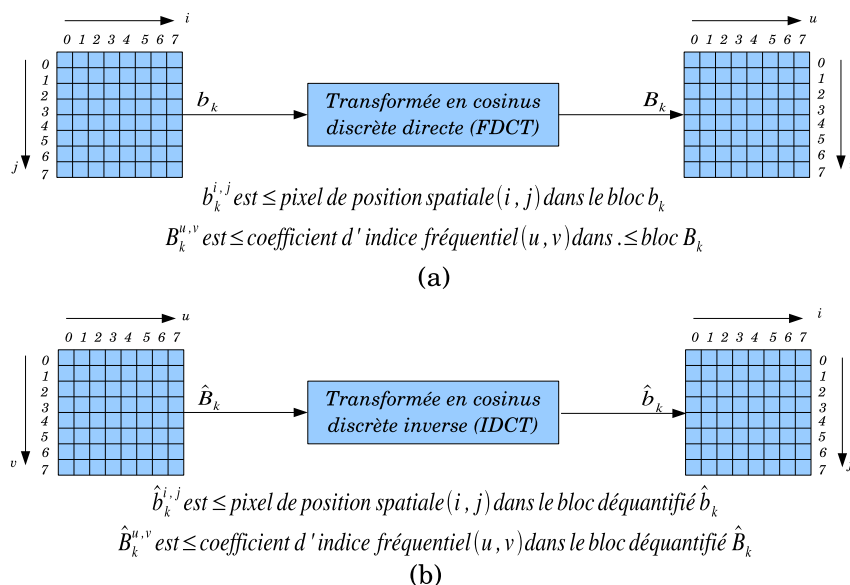 i
u
0 1 2 3 4 5 6 7
0 1 2 3 4 5 6 7
0
1
2
3
4
5
6
7
j
b_k
Transformée en cosinus
discrète directe (FDCT)
B_k
0
1
2
3
4
5
6
7
b_k^{i,j} est ≤ pixel de position spatiale(i, j) dans le bloc b_k
B_k^{u,v} est ≤ coefficient d ' indice fréquentiel(u, v) dans .≤ bloc B_k
(a)
u
i
0 1 2 3 4 5 6 7
0 1 2 3 4 5 6 7
0
1
2
3
4
5
6
7
v
B̂_k
Transformée en cosinus
discrète inverse (IDCT)
b̂_k
0
1
2
3
4
5
6
7
b̂_k^{i,j} est ≤ pixel de position spatiale(i, j) dans le bloc déquantifié b̂_k
B̂_k^{u,v} est ≤ coefficient d ' indice fréquentiel(u, v) dans le bloc déquantifié B̂_k
(b)